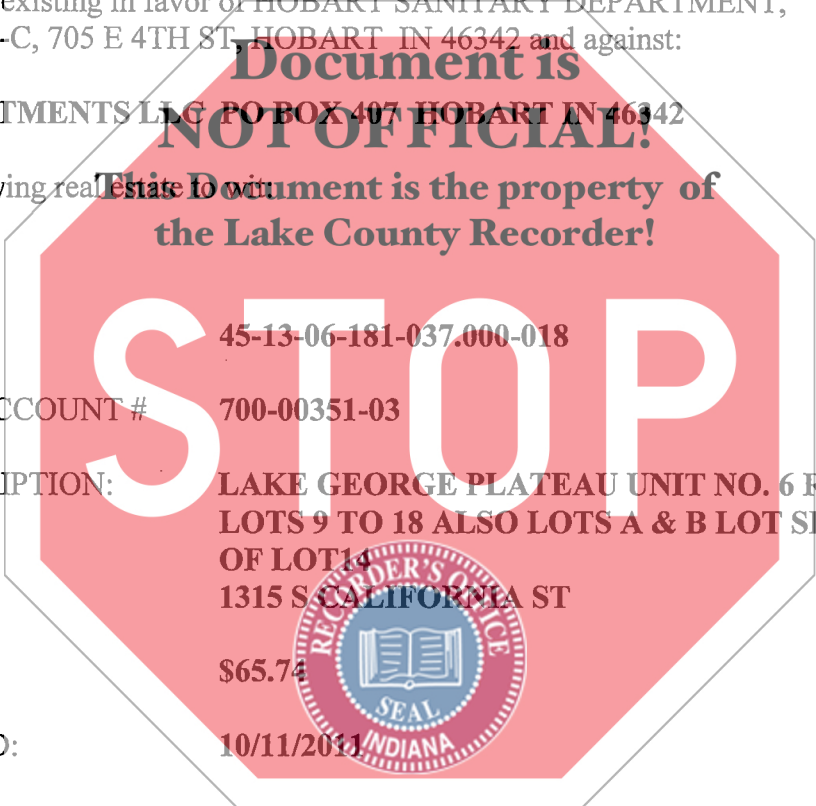 existing in favor of HOBART SANITARY DEPARTMENT,
-C, 705 E 4TH ST, HOBART IN 46342 and against:
Document is
TMENTS LLC PO BOX 407 HOBART IN 46342
NOT OFFICIAL!
ving real estate to wit:
This Document is the property of
the Lake County Recorder!
STOP
45-13-06-181-037.000-018
CCOUNT # 700-00351-03
IPTION: LAKE GEORGE PLATEAU UNIT NO. 6
LOTS 9 TO 18 ALSO LOTS A & B LOT
OF LOT14
1315 S CALIFORNIA ST
$65.74
D: 10/11/2011
RECORDER'S OFFICE
SEAL
INDIANA